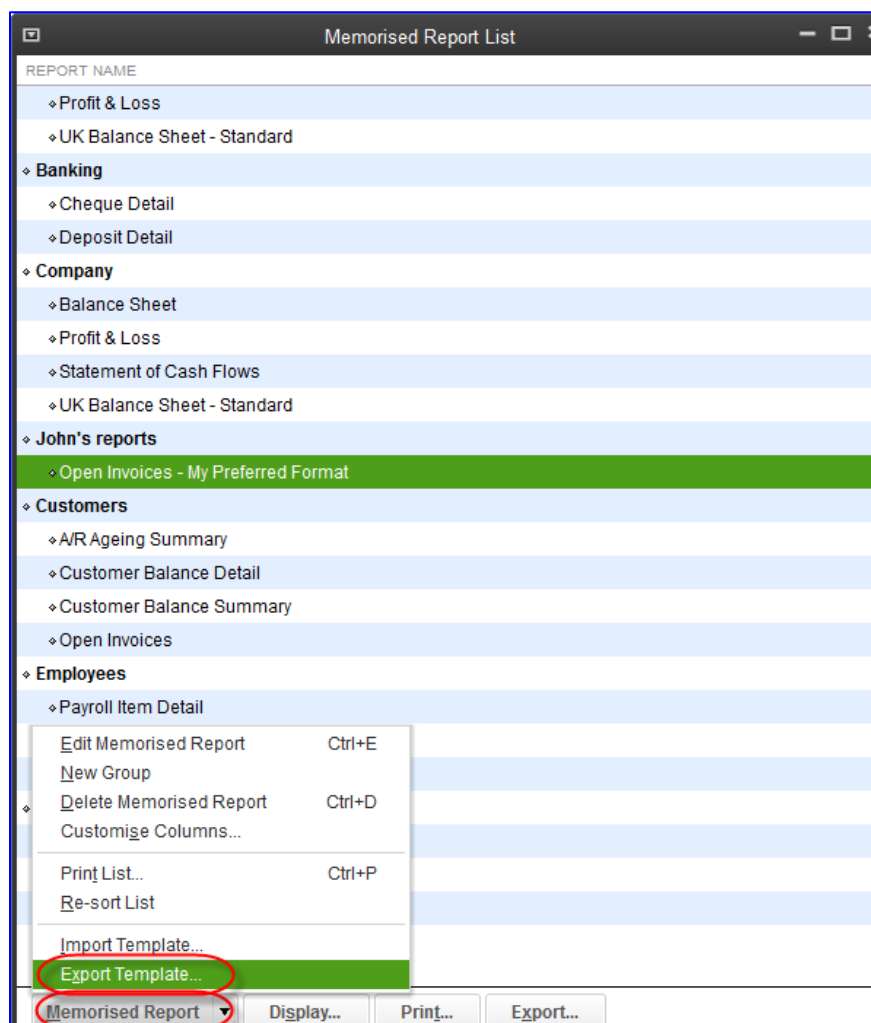 Memorised Report List
REPORT NAME
Profit & Loss
UK Balance Sheet - Standard
Banking
Cheque Detail
Deposit Detail
Company
Balance Sheet
Profit & Loss
Statement of Cash Flows
UK Balance Sheet - Standard
John's reports
Open Invoices - My Preferred Format
Customers
A/R Ageing Summary
Customer Balance Detail
Customer Balance Summary
Open Invoices
Employees
Payroll Item Detail
Edit Memorised Report Ctrl+E
New Group
Delete Memorised Report Ctrl+D
Customise Columns...
Print List... Ctrl+P
Re-sort List
Import Template...
Export Template...
Memorised Report Display... Print... Export...